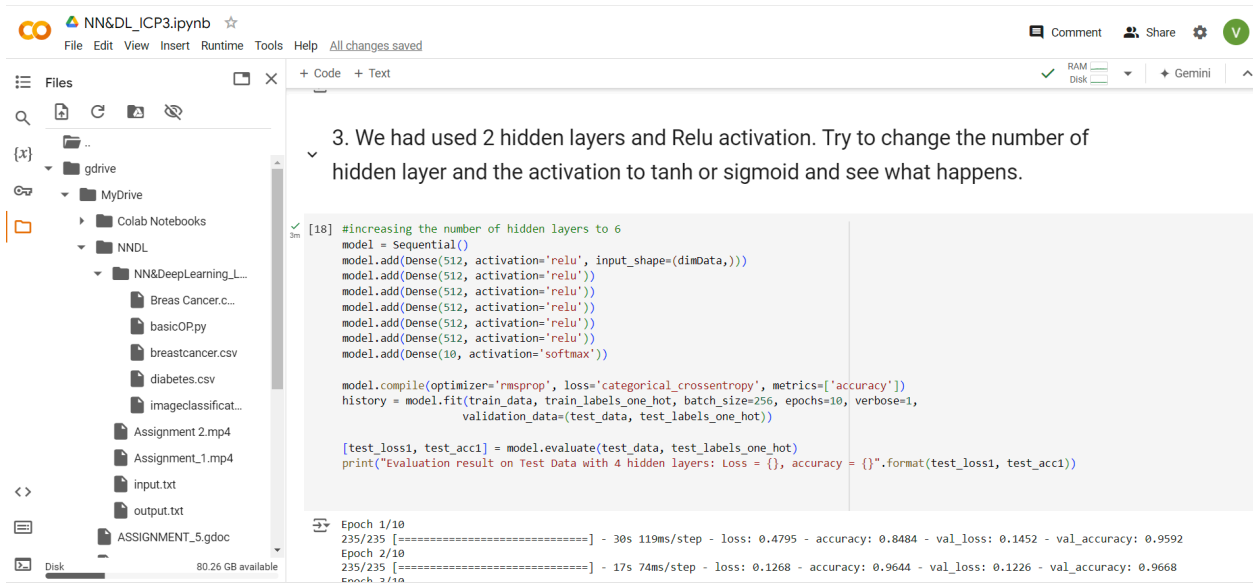 NN&DL_ICP3.ipynb
File Edit View Insert Runtime Tools Help All changes saved
Comment Share V
Files
+ Code + Text
RAM
Disk
Gemini
{x}
..
gdrive
MyDrive
Colab Notebooks
NNDL
NN&DeepLearning_L...
Breas Cancer.c...
basicOP.py
breastcancer.csv
diabetes.csv
imageclassificat...
Assignment 2.mp4
Assignment_1.mp4
input.txt
output.txt
ASSIGNMENT_5.gdoc
Disk 80.26 GB available
3. We had used 2 hidden layers and Relu activation. Try to change the number of
hidden layer and the activation to tanh or sigmoid and see what happens.
3m
[18] #increasing the number of hidden layers to 6
model = Sequential()
model.add(Dense(512, activation='relu', input_shape=(dimData,)))
model.add(Dense(512, activation='relu'))
model.add(Dense(512, activation='relu'))
model.add(Dense(512, activation='relu'))
model.add(Dense(512, activation='relu'))
model.add(Dense(512, activation='relu'))
model.add(Dense(10, activation='softmax'))
model.compile(optimizer='rmsprop', loss='categorical_crossentropy', metrics=['accuracy'])
history = model.fit(train_data, train_labels_one_hot, batch_size=256, epochs=10, verbose=1,
validation_data=(test_data, test_labels_one_hot))
[test_loss1, test_acc1] = model.evaluate(test_data, test_labels_one_hot)
print("Evaluation result on Test Data with 4 hidden layers: Loss = {}, accuracy = {}".format(test_loss1, test_acc1))
Epoch 1/10
235/235 [==============================] - 30s 119ms/step - loss: 0.4795 - accuracy: 0.8484 - val_loss: 0.1452 - val_accuracy: 0.9592
Epoch 2/10
235/235 [==============================] - 17s 74ms/step - loss: 0.1268 - accuracy: 0.9644 - val_loss: 0.1226 - val_accuracy: 0.9668
Epoch 3/10